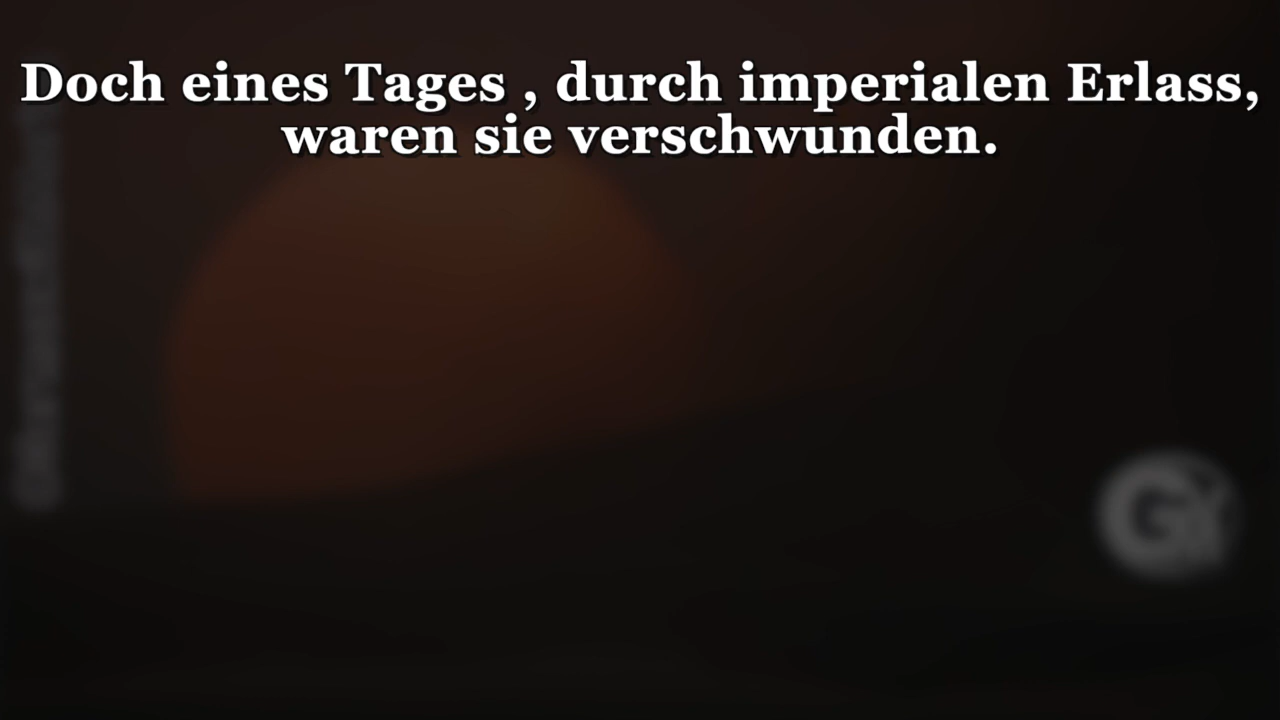 Doch eines Tages , durch imperialen Erlass,
waren sie verschwunden.